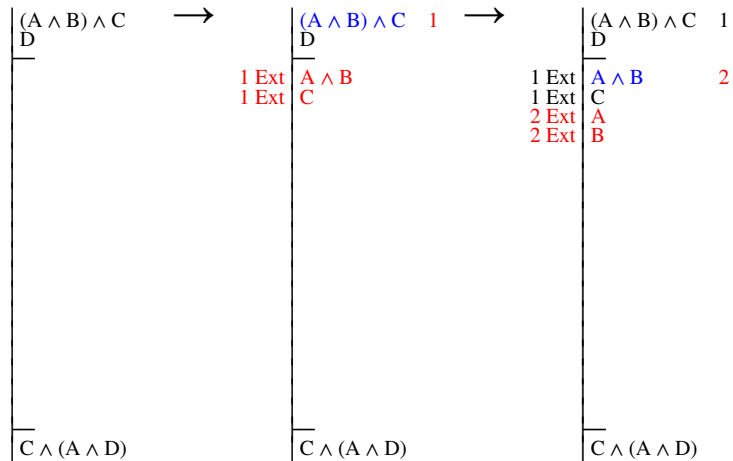 (A ∧ B) ∧ C
D
C ∧ (A ∧ D)
→
(A ∧ B) ∧ C 1
D
1 Ext A ∧ B
1 Ext C
C ∧ (A ∧ D)
→
(A ∧ B) ∧ C 1
D
1 Ext A ∧ B 2
1 Ext C
2 Ext A
2 Ext B
C ∧ (A ∧ D)